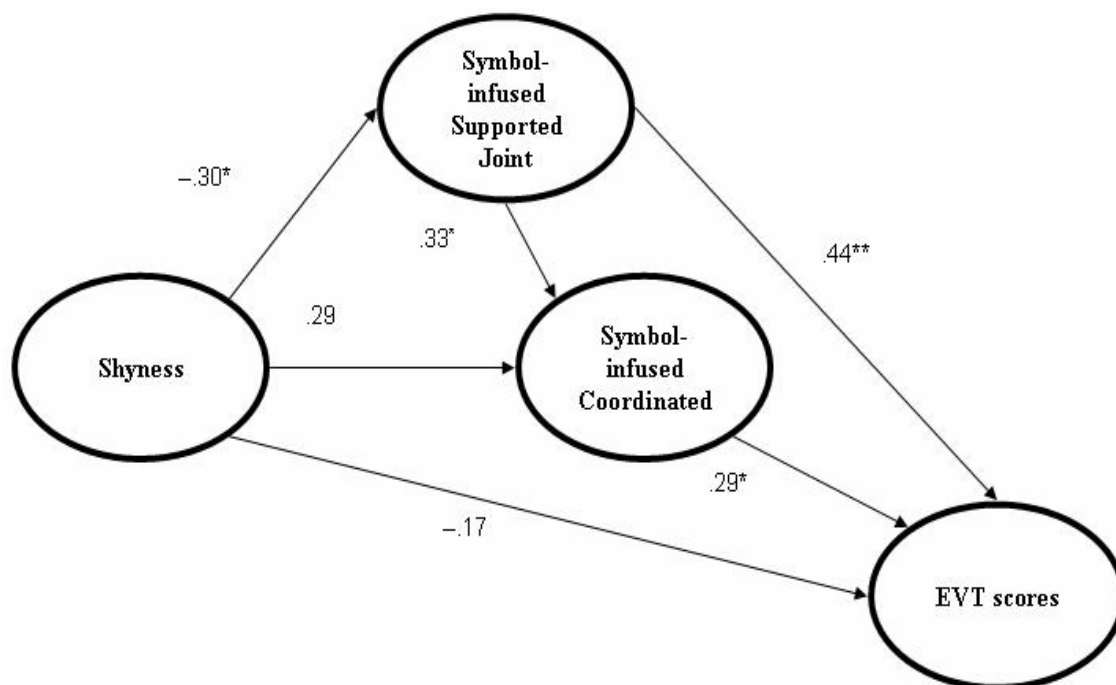 Symbol-
infused
Supported
Joint
–.30*
.33*
.44**
.29
Shyness
Symbol-
infused
Coordinated
.29*
–.17
EVT scores